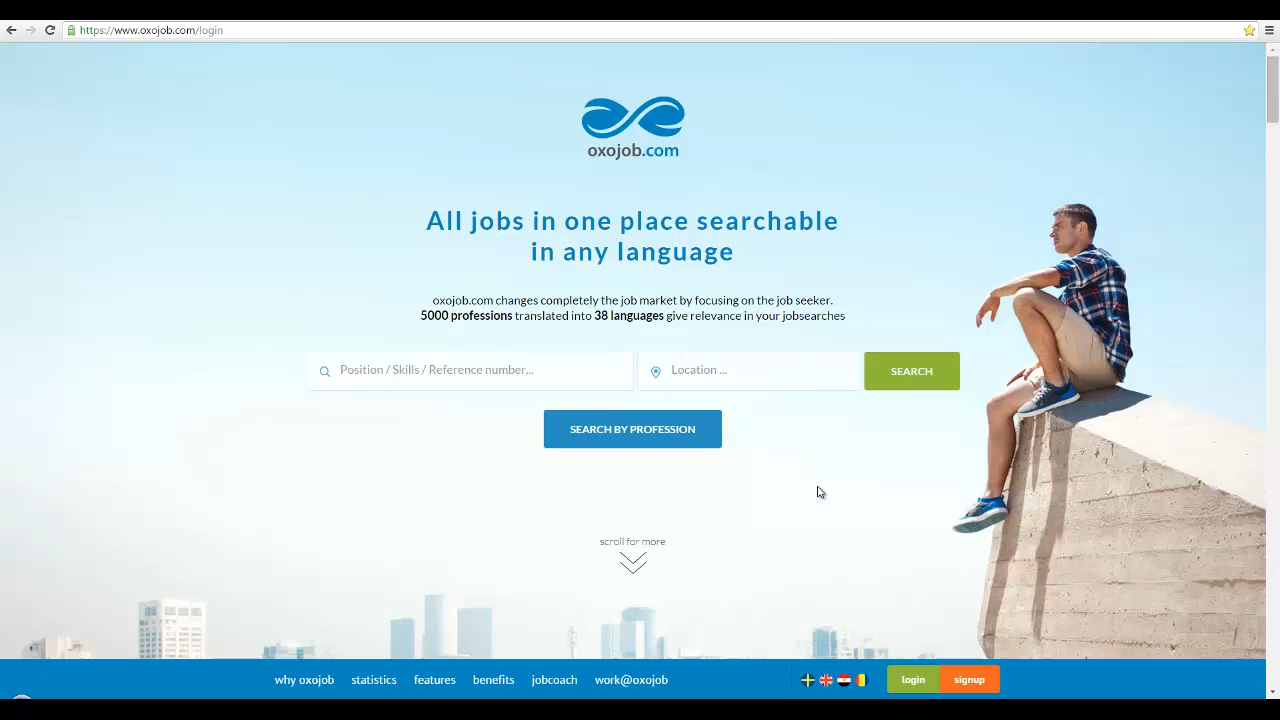 https://www.oxojob.com/login
oxojob.com
All jobs in one place searchable
in any language
oxojob.com changes completely the job market by focusing on the job seeker.
5000 professions translated into 38 languages give relevance in your jobsearches
Position / Skills / Reference number...
Location ...
SEARCH
SEARCH BY PROFESSION
scroll for more
why oxojob
statistics
features
benefits
jobcoach
work@oxojob
login
signup